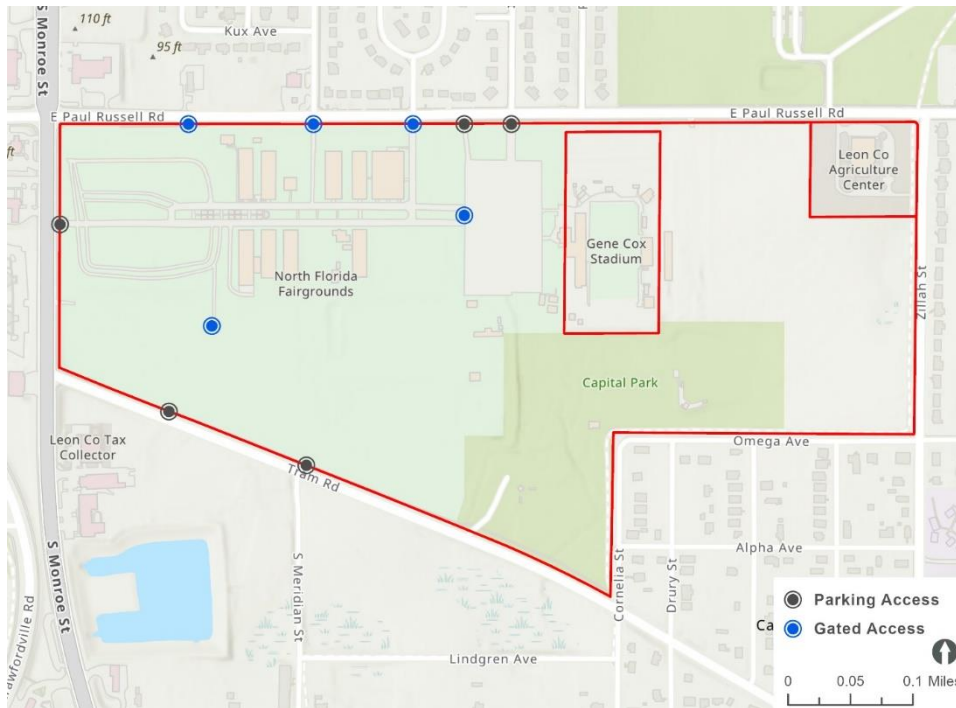 110 ft
95 ft
Kux Ave
S Monroe St
E Paul Russell Rd
E Paul Russell Rd
Leon Co
Agriculture
Center
Gene Cox
Stadium
North Florida
Fairgrounds
Zillah St
Capital Park
Leon Co Tax
Collector
Tram Rd
Omega Ave
S Monroe St
S Meridian St
Cornelia St
Drury St
Alpha Ave
Lindgren Ave
Ca
Parking Access
Gated Access
0 0.05 0.1 Miles